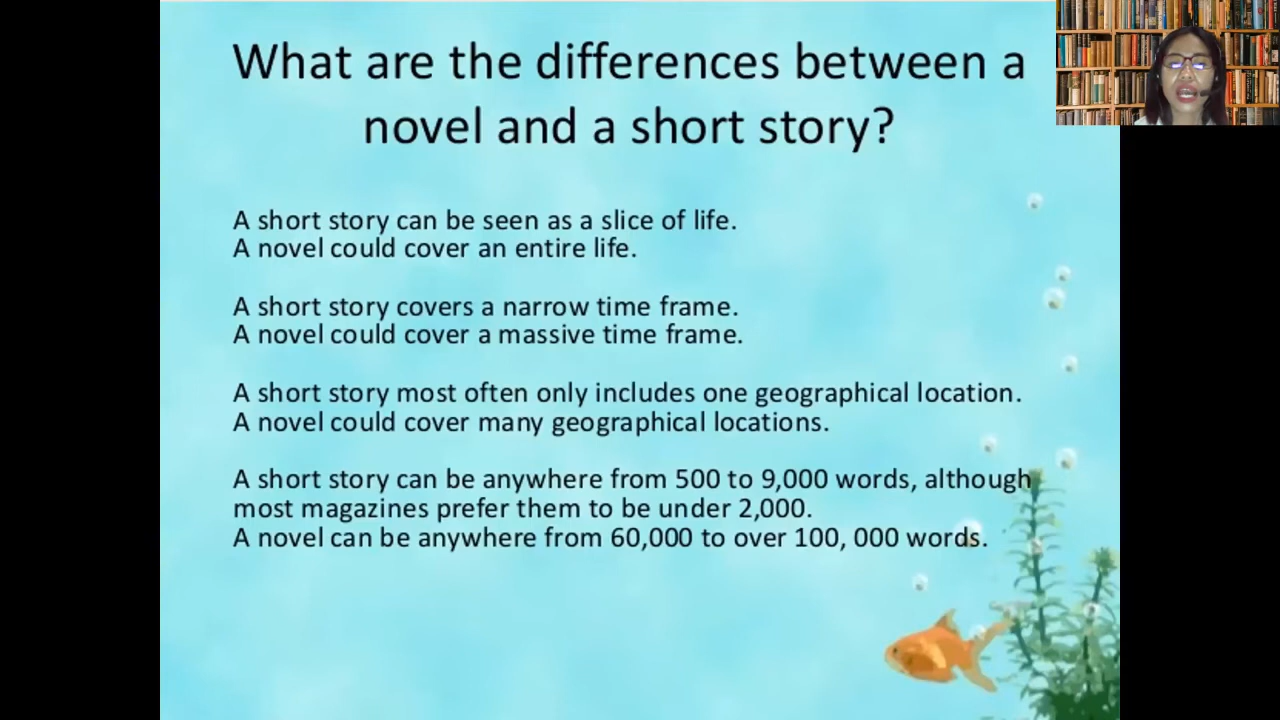 What are the differences between a
novel and a short story?
A short story can be seen as a slice of life.
A novel could cover an entire life.
A short story covers a narrow time frame.
A novel could cover a massive time frame.
A short story most often only includes one geographical location.
A novel could cover many geographical locations.
A short story can be anywhere from 500 to 9,000 words, although
most magazines prefer them to be under 2,000.
A novel can be anywhere from 60,000 to over 100, 000 words.